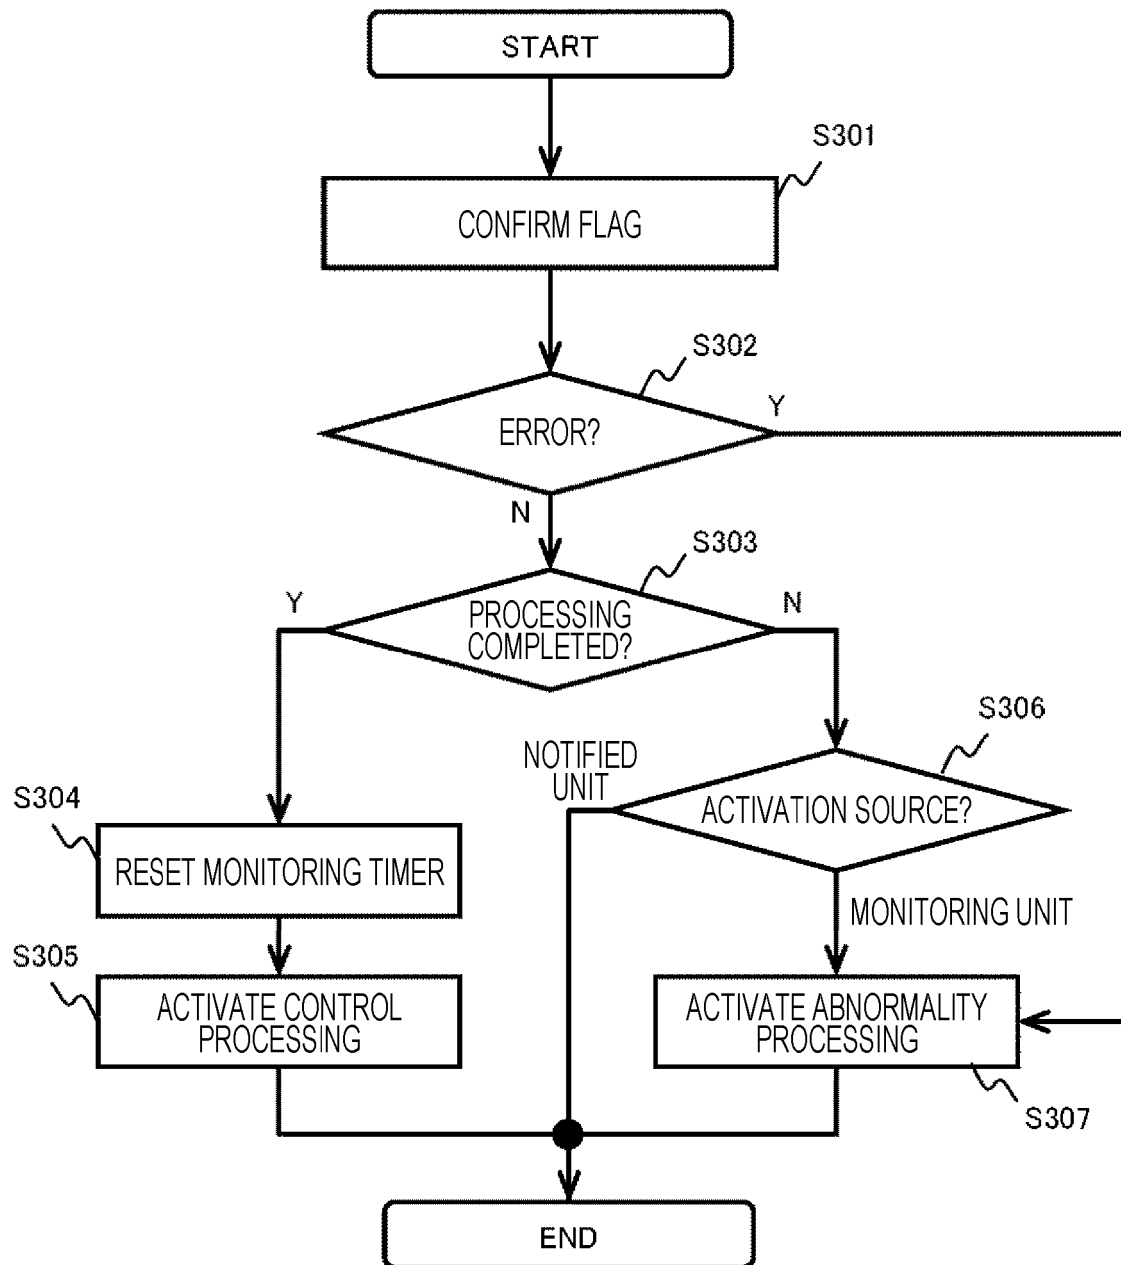 START
S301
CONFIRM FLAG
S302
ERROR?
Y
N
S303
PROCESSING
COMPLETED?
Y
N
S306
NOTIFIED
UNIT
ACTIVATION SOURCE?
S304
RESET MONITORING TIMER
MONITORING UNIT
S305
ACTIVATE CONTROL
PROCESSING
ACTIVATE ABNORMALITY
PROCESSING
S307
END